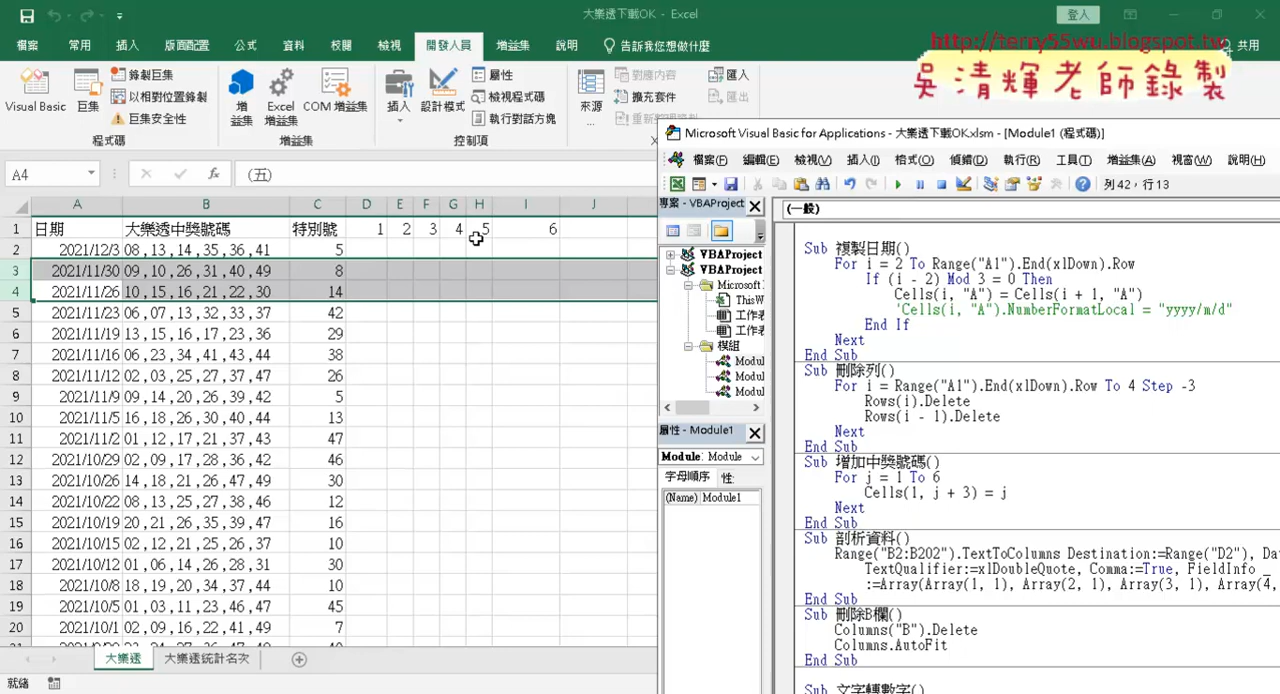 大樂透下載OK - Excel
登入
檔案 常用 插入 版面配置 公式 資料 校閱 檢視 開發人員 增益集 說明 告訴我您想做什麼 共用
http://terry55wu.blogspot.tw
吳清輝老師錄製
Visual Basic 巨集 錄製巨集 以相對位置錄製 巨集安全性 程式碼
增益集 Excel 增益集 COM 增益集 增益集
插入 設計模式 屬性 檢視程式碼 執行對話方塊 控制項
來源 對應內容 擴充套件 匯入 匯出
A4 fx (五)
A B C D E F G H I J
1 日期 大樂透中獎號碼 特別號 1 2 3 4 5 6
2 2021/12/3 08,13,14,35,36,41 5
3 2021/11/30 09,10,26,31,40,49 8
4 2021/11/26 10,15,16,21,22,30 14
5 2021/11/23 06,07,13,32,33,37 42
6 2021/11/19 13,15,16,17,23,36 29
7 2021/11/16 06,23,34,41,43,44 38
8 2021/11/12 02,03,25,27,37,47 26
9 2021/11/9 09,14,20,26,39,42 5
10 2021/11/5 16,18,26,30,40,44 13
11 2021/11/2 01,12,17,21,37,43 47
12 2021/10/29 02,09,17,28,36,42 46
13 2021/10/26 14,18,21,26,47,49 30
14 2021/10/22 08,13,25,27,38,46 12
15 2021/10/19 20,21,26,35,39,47 16
16 2021/10/15 02,12,21,25,26,37 10
17 2021/10/12 01,06,14,26,28,31 30
18 2021/10/8 18,19,20,34,37,44 10
19 2021/10/5 01,03,11,23,46,47 45
20 2021/10/1 02,09,16,22,41,49 7
大樂透 大樂透統計名次
就緒
Microsoft Visual Basic for Applications - 大樂透下載OK.xlsm - [Module1 (程式碼)]
檔案(F) 編輯(E) 檢視(V) 插入(I) 格式(O) 偵錯(D) 執行(R) 工具(T) 增益集(A) 視窗(W) 說明(H)
列 42，行 13
專案 - VBAProject
VBAProject
VBAProject
Microsoft
ThisW
工作表
工作表
模組
Modul
Modul
Modul
屬性 - Module1
Module1 Module
字母順序
(Name) Module1
(一般)
Sub 複製日期()
For i = 2 To Range("A1").End(xlDown).Row
If (i - 2) Mod 3 = 0 Then
Cells(i, "A") = Cells(i + 1, "A")
'Cells(i, "A").NumberFormatLocal = "yyyy/m/d"
End If
Next
End Sub
Sub 刪除列()
For i = Range("A1").End(xlDown).Row To 4 Step -3
Rows(i).Delete
Rows(i - 1).Delete
Next
End Sub
Sub 增加中獎號碼()
For j = 1 To 6
Cells(1, j + 3) = j
Next
End Sub
Sub 剖析資料()
Range("B2:B202").TextToColumns Destination:=Range("D2"), Da
TextQualifier:=xlDoubleQuote, Comma:=True, FieldInfo _
:=Array(Array(1, 1), Array(2, 1), Array(3, 1), Array(4,
End Sub
Sub 刪除B欄()
Columns("B").Delete
Columns.AutoFit
End Sub
Sub 文字轉數字()